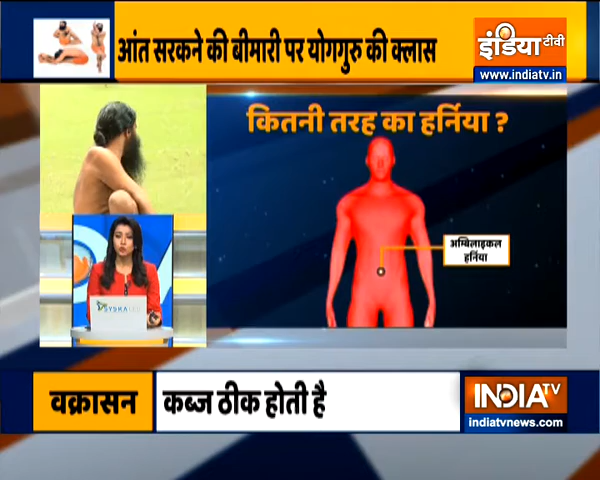 आंत सरकने की बीमारी पर योगगुरु की क्लास
इंडिया टीवी
www.indiatv.in
कितनी तरह का हर्निया ?
अम्बिलाइकल
हर्निया
SYSKA
वक्रासन
कब्ज ठीक होती है
INDIA TV
indiatvnews.com